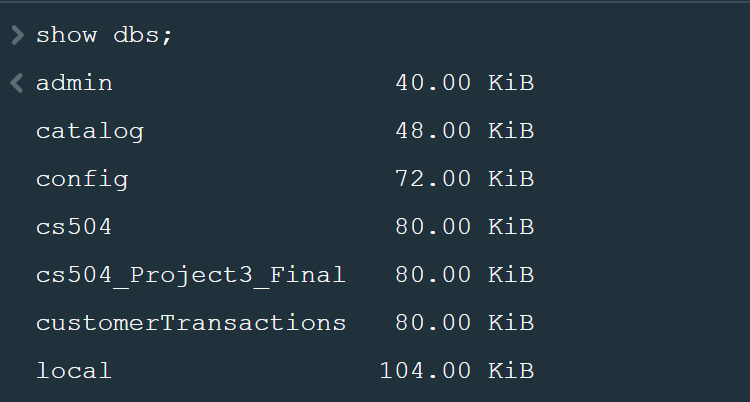 show dbs;
admin 40.00 KiB
catalog 48.00 KiB
config 72.00 KiB
cs504 80.00 KiB
cs504_Project3_Final 80.00 KiB
customerTransactions 80.00 KiB
local 104.00 KiB